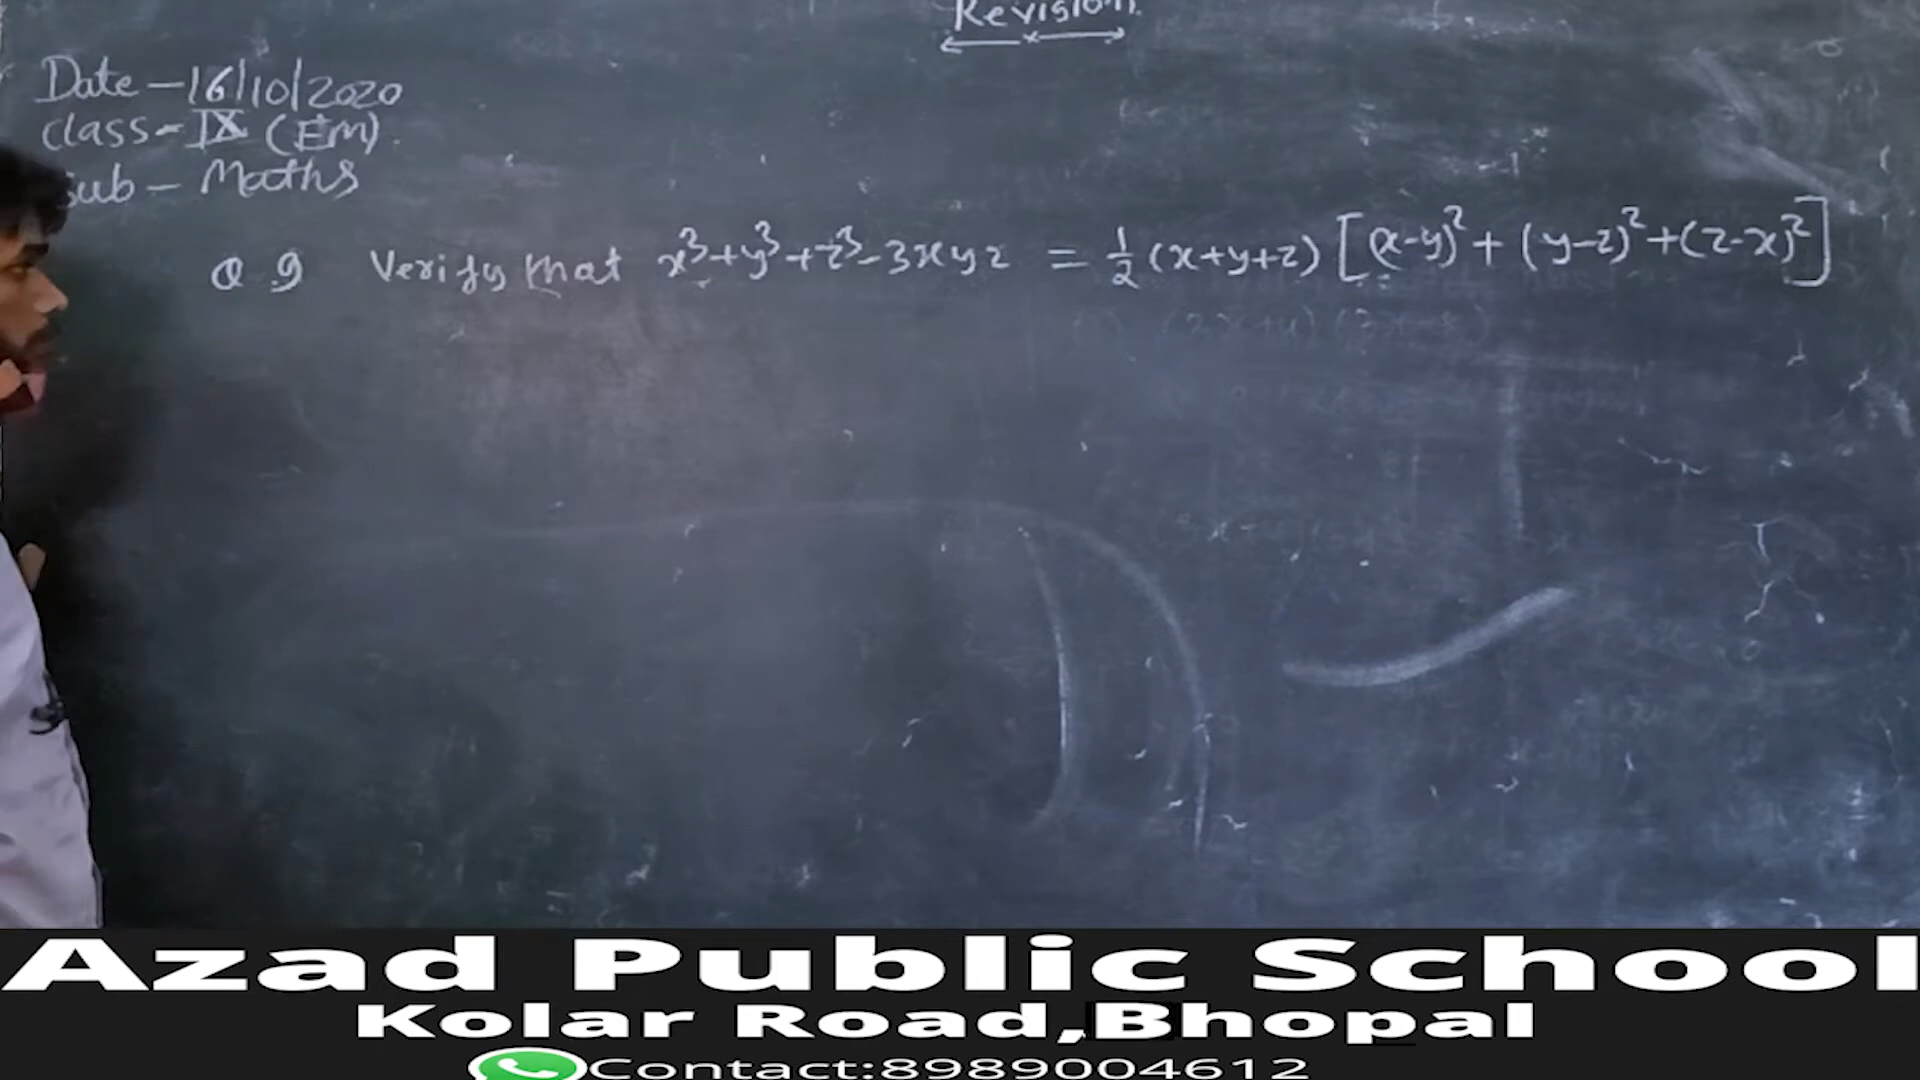 Revision
Date – 16/10/2020
Class - IX (EM).
Sub – Maths
Q 9 Verify that x³+y³+z³-3xyz = 1/2 (x+y+z) [(x-y)²+(y-z)²+(z-x)²]
Azad Public School
Kolar Road,Bhopal
Contact:8989004612